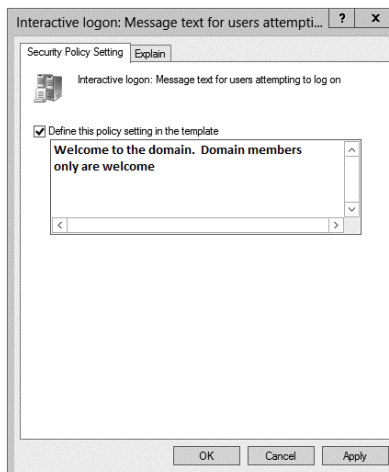 Interactive logon: Message text for users attempti...
? x
Security Policy Setting Explain
Interactive logon: Message text for users attempting to log on
Define this policy setting in the template
Welcome to the domain.  Domain members
only are welcome
OK Cancel Apply